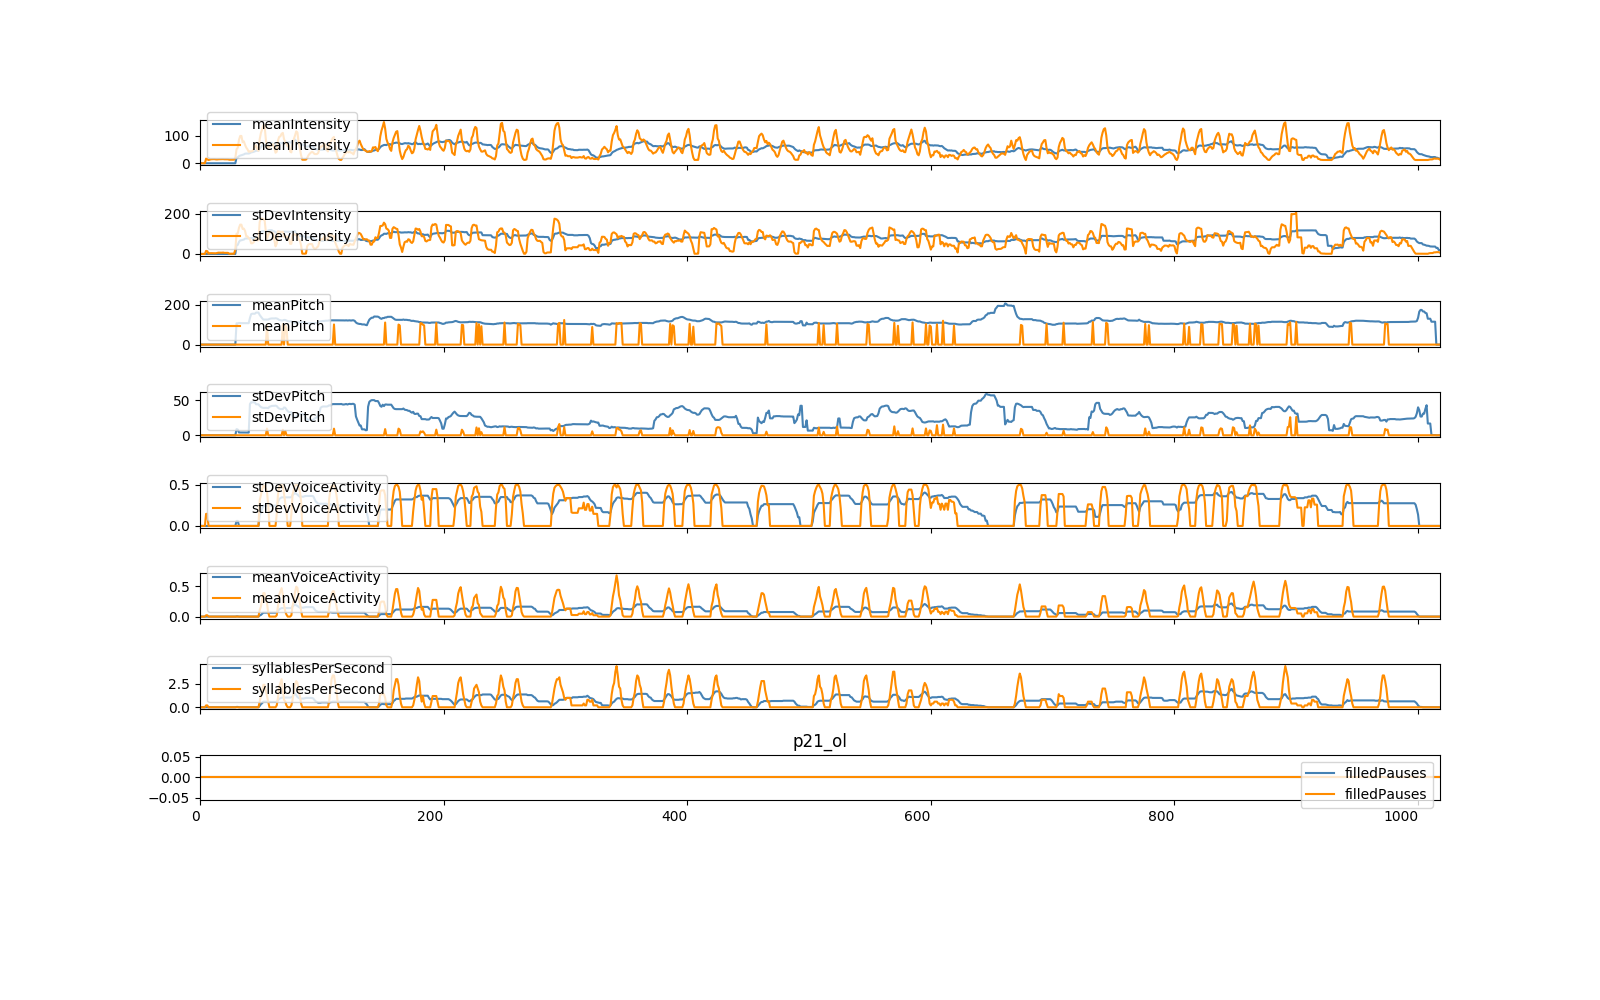 100
0
meanIntensity
meanIntensity
200
0
stDevIntensity
stDevIntensity
200
0
meanPitch
meanPitch
50
0
stDevPitch
stDevPitch
0.5
0.0
stDevVoiceActivity
stDevVoiceActivity
0.5
0.0
meanVoiceActivity
meanVoiceActivity
2.5
0.0
syllablesPerSecond
syllablesPerSecond
p21_ol
0.05
0.00
−0.05
filledPauses
filledPauses
0 200 400 600 800 1000